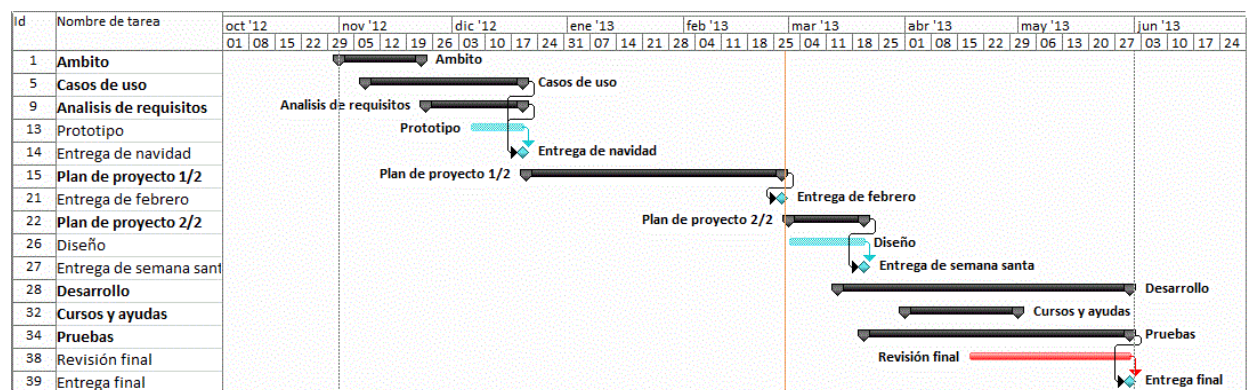 Id Nombre de tarea oct '12 nov '12 dic '12 ene '13 feb '13 mar '13 abr '13 may '13 jun '13
01 08 15 22 29 05 12 19 26 03 10 17 24 31 07 14 21 28 04 11 18 25 04 11 18 25 01 08 15 22 29 06 13 20 27 03 10 17 24
1 Ambito Ambito
5 Casos de uso Casos de uso
9 Analisis de requisitos Analisis de requisitos
13 Prototipo Prototipo
14 Entrega de navidad Entrega de navidad
15 Plan de proyecto 1/2 Plan de proyecto 1/2
21 Entrega de febrero Entrega de febrero
22 Plan de proyecto 2/2 Plan de proyecto 2/2
26 Diseño Diseño
27 Entrega de semana sant Entrega de semana santa
28 Desarrollo Desarrollo
32 Cursos y ayudas Cursos y ayudas
34 Pruebas Pruebas
38 Revisión final Revisión final
39 Entrega final Entrega final